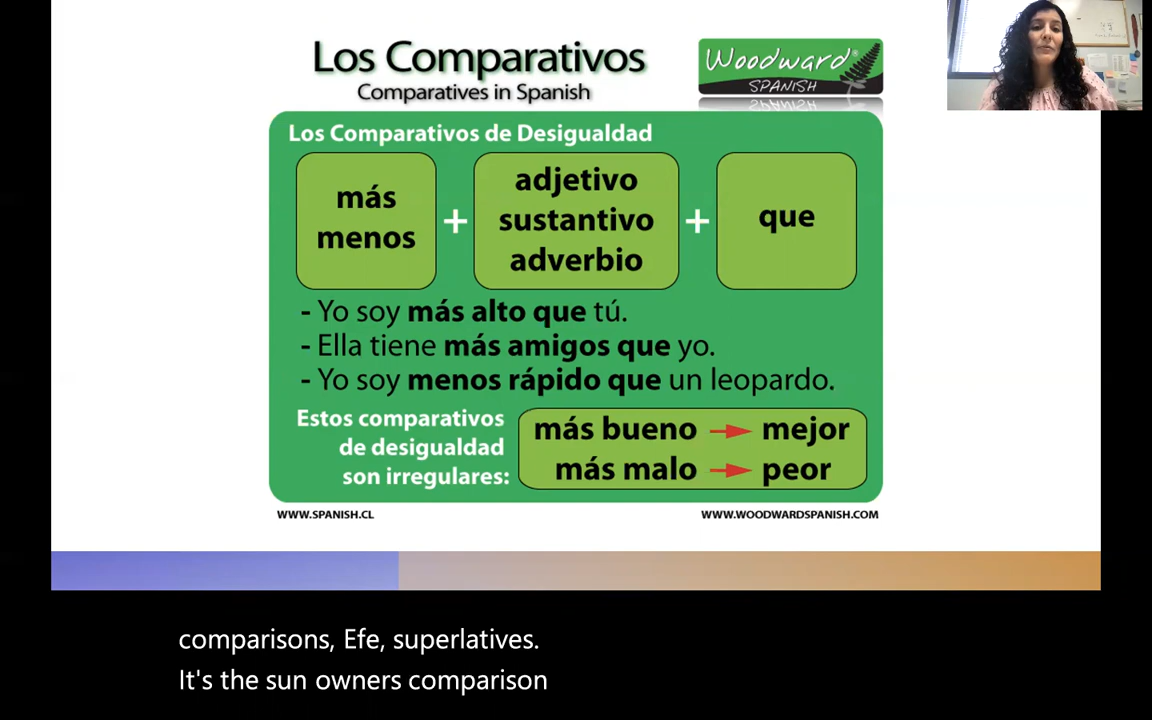 Los Comparativos
Comparatives in Spanish
Woodward®
SPANISH
Los Comparativos de Desigualdad
más
menos
+
adjetivo
sustantivo
adverbio
+
que
- Yo soy más alto que tú.
- Ella tiene más amigos que yo.
- Yo soy menos rápido que un leopardo.
Estos comparativos
de desigualdad
son irregulares:
más bueno → mejor
más malo → peor
WWW.SPANISH.CL
WWW.WOODWARDSPANISH.COM
comparisons, Efe, superlatives.
It's the sun owners comparison